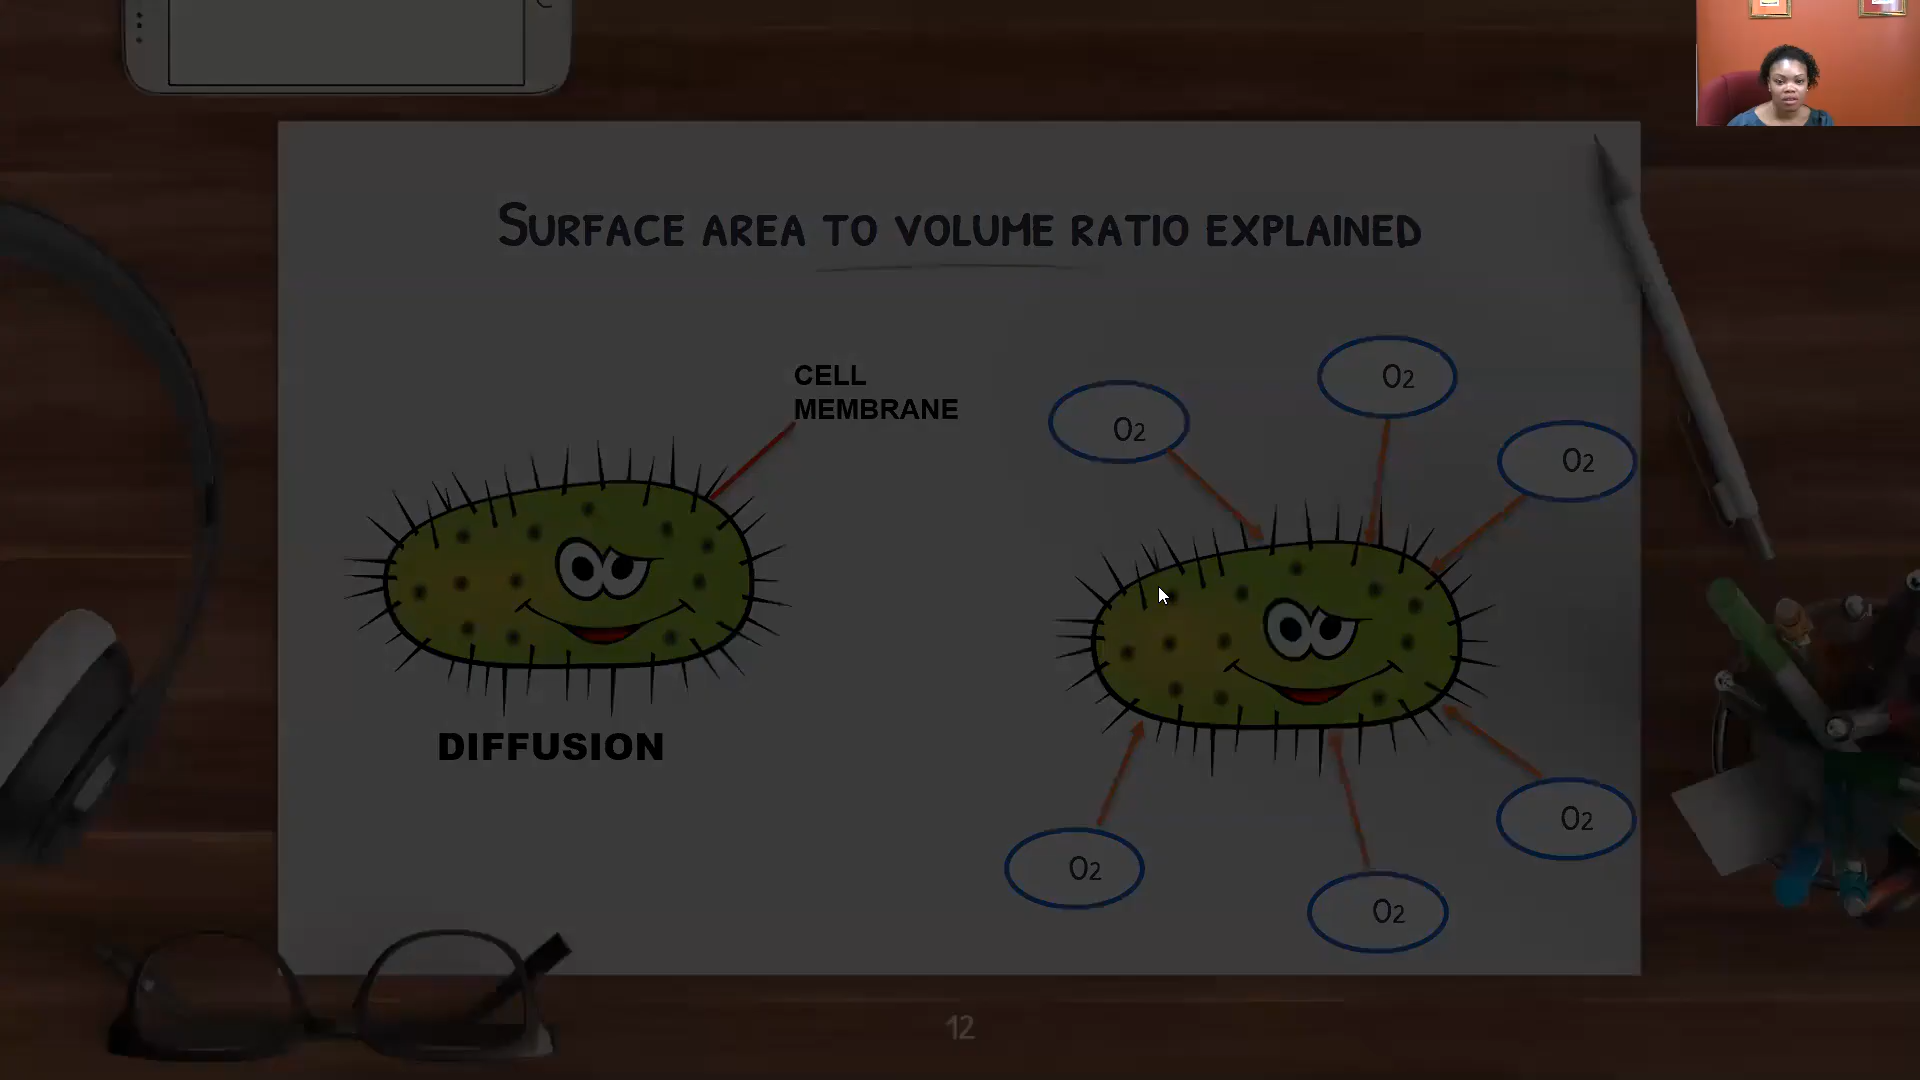 SURFACE AREA TO VOLUME RATIO EXPLAINED
CELL
MEMBRANE
O2
O2
O2
DIFFUSION
O2
O2
O2
12